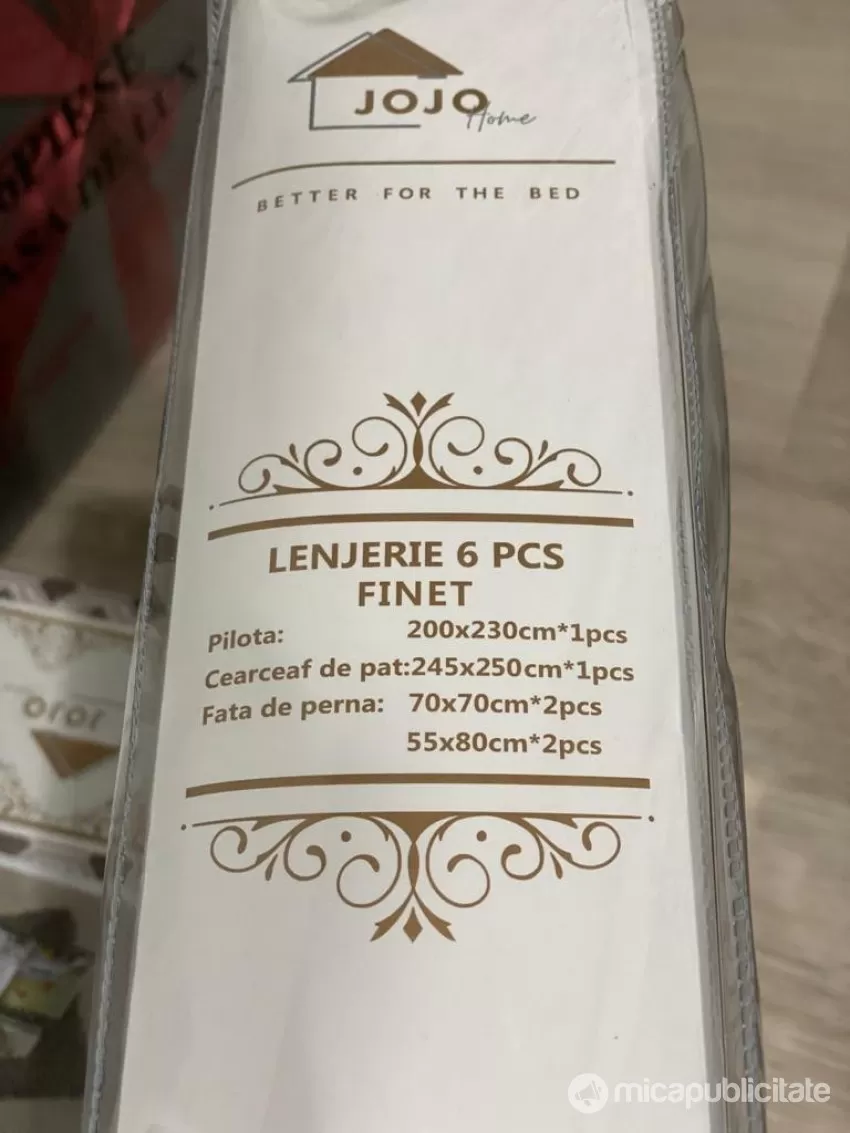 JOJO
Home
BETTER FOR THE BED
LENJERIE 6 PCS
FINET
Pilota: 200x230cm*1pcs
Cearceaf de pat:245x250cm*1pcs
Fata de perna: 70x70cm*2pcs
55x80cm*2pcs
JOJO
micapublicitate